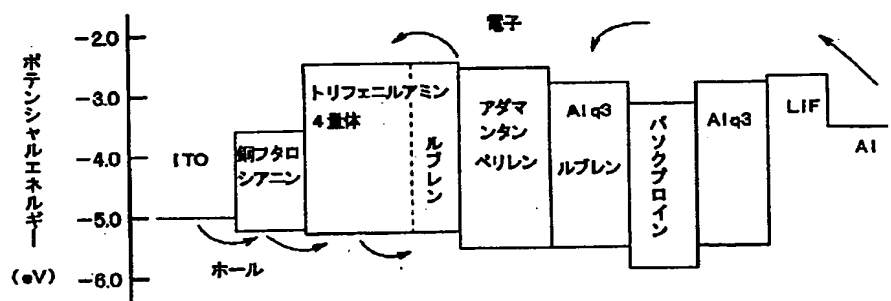 電子
-2.0
-3.0
-4.0
-5.0
-6.0
ポテンシャルエネルギー
(eV)
ITO
銅フタロ
シアニン
トリフェニルアミン
4量体
ルブレン
アダマ
ンタン
ペリレン
Alq3
ルブレン
バソクプロイン
Alq3
LiF
Al
ホール